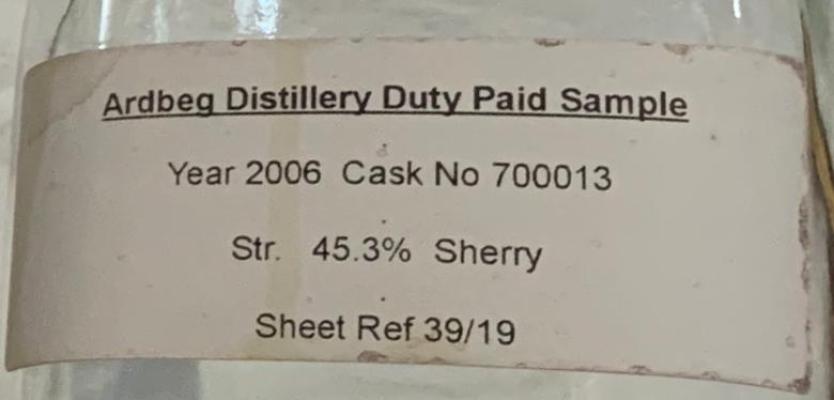 Ardbeg Distillery Duty Paid Sample
Year 2006 Cask No 700013
Str. 45.3% Sherry
Sheet Ref 39/19